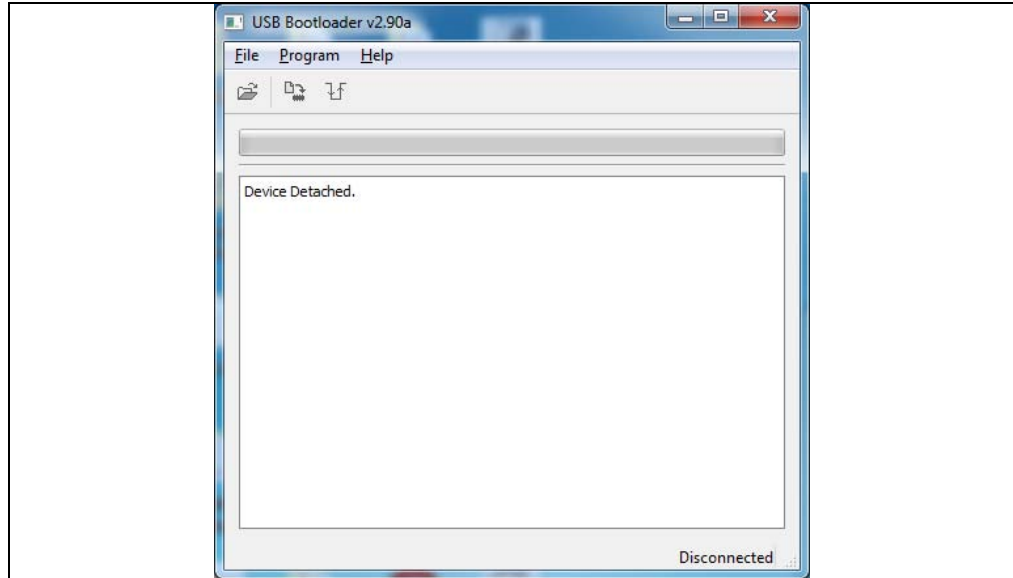 USB Bootloader v2.90a
File Program Help
Device Detached.
Disconnected